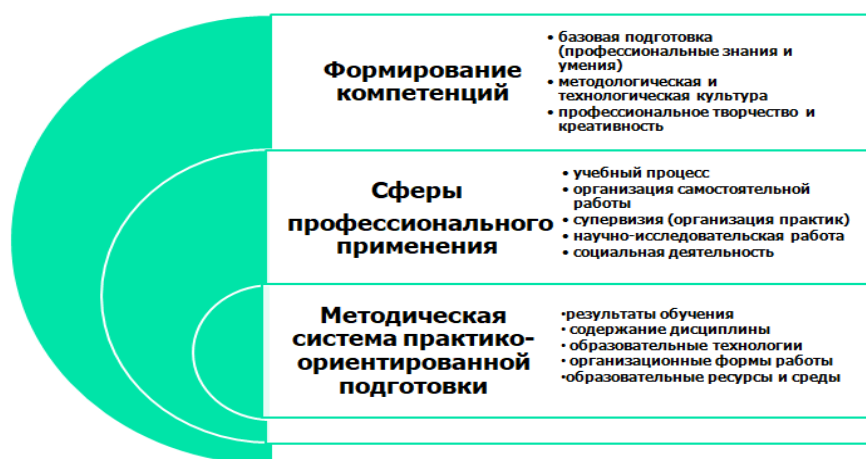 Формирование
компетенций
• базовая подготовка
(профессиональные знания и
умения)
• методологическая и
технологическая культура
• профессиональное творчество и
креативность
Сферы
профессионального
применения
• учебный процесс
• организация самостоятельной
работы
• супервизия (организация практик)
• научно-исследовательская работа
• социальная деятельность
Методическая
система практико-
ориентированной
подготовки
•результаты обучения
•содержание дисциплины
•образовательные технологии
•организационные формы работы
•образовательные ресурсы и среды